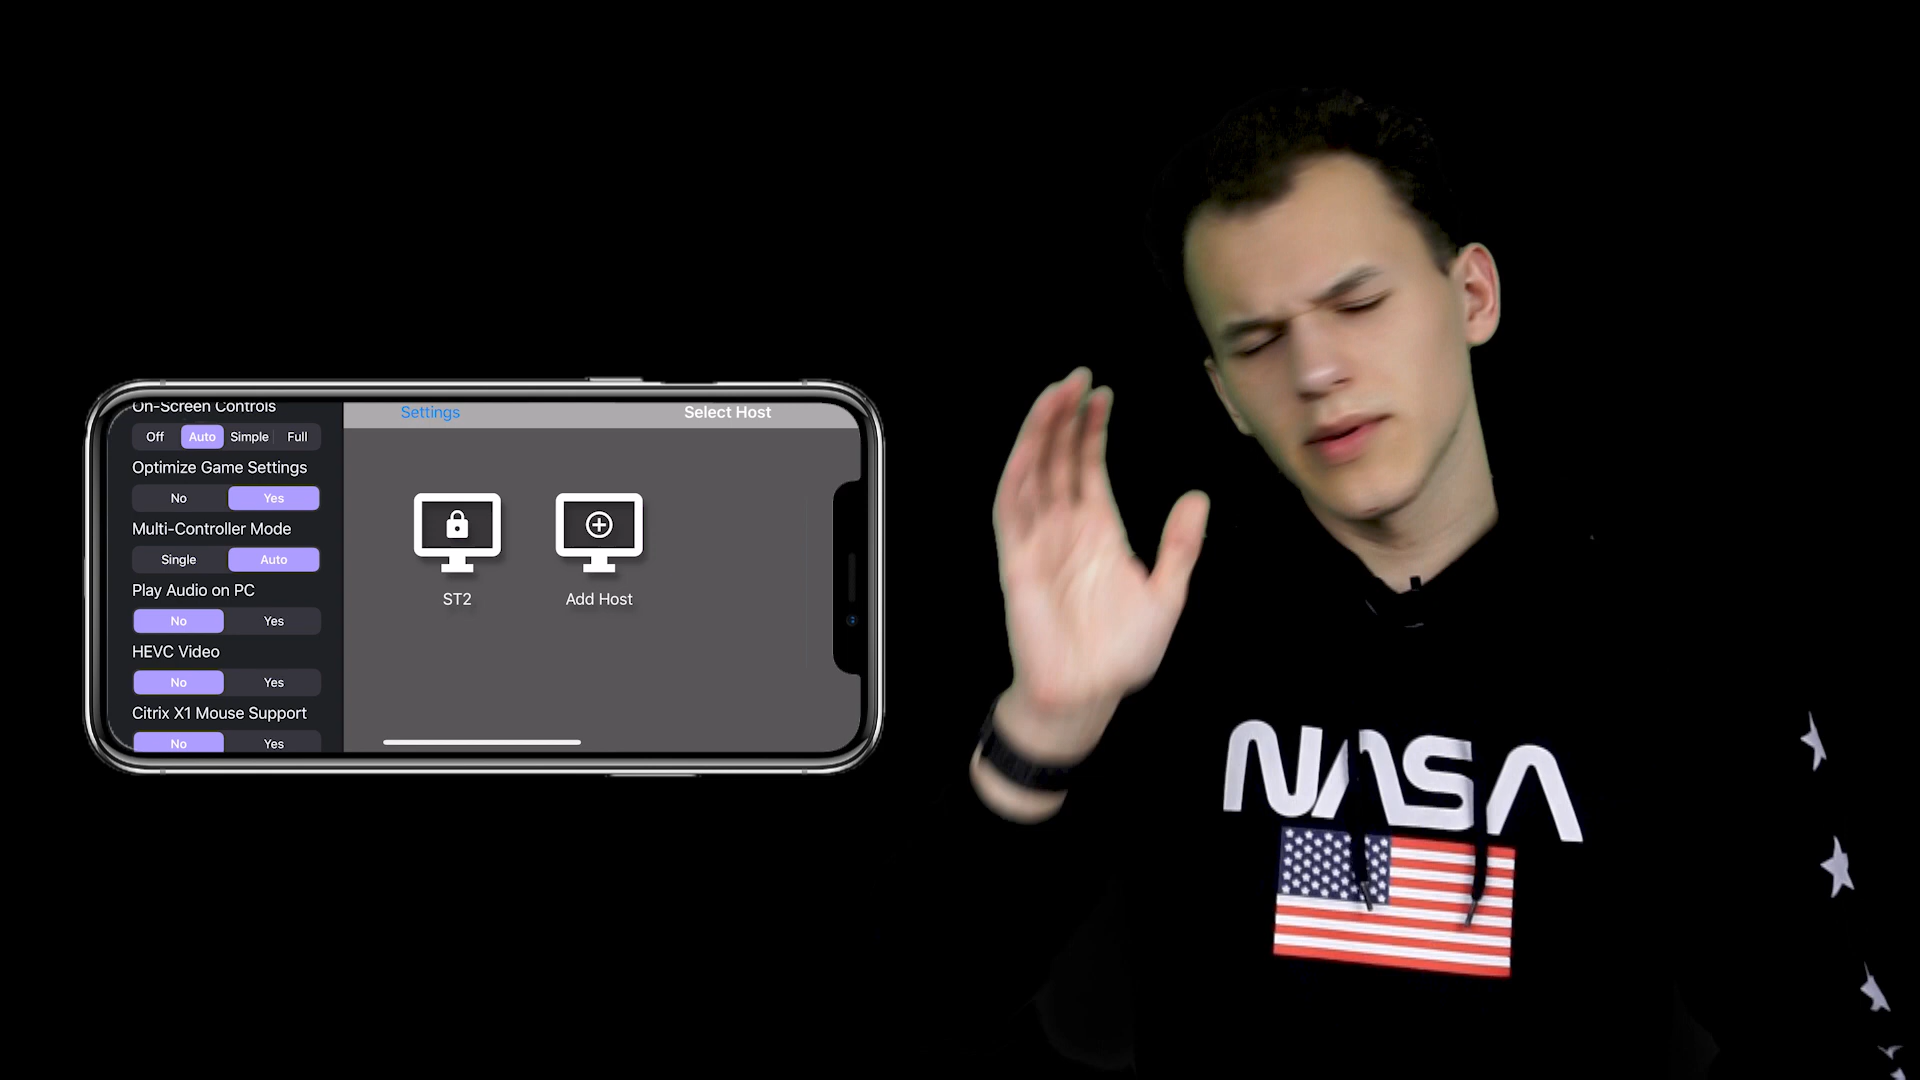 On-Screen Controls
Off Auto Simple Full
Optimize Game Settings
No Yes
Multi-Controller Mode
Single Auto
Play Audio on PC
No Yes
HEVC Video
No Yes
Citrix X1 Mouse Support
No Yes
Settings Select Host
ST2 Add Host
NASA